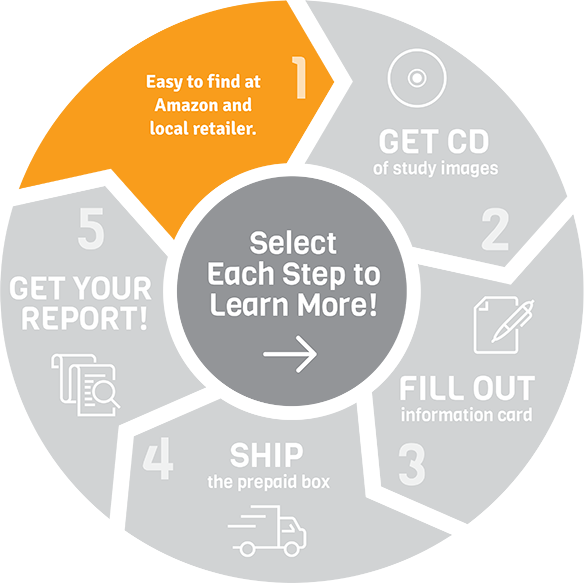 1
Easy to find at
Amazon and
local retailer.
GET CD
of study images
2
FILL OUT
information card
3
SHIP
the prepaid box
4
5
GET YOUR
REPORT!
Select
Each Step to
Learn More!